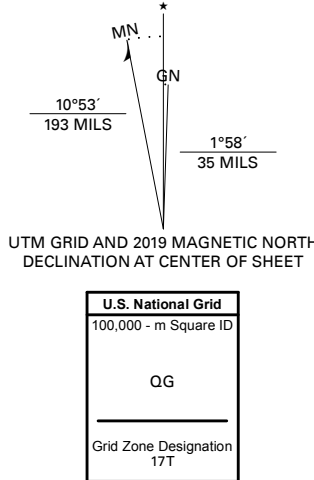 ★
MN
GN
10°53´
193 MILS
1°58´
35 MILS
UTM GRID AND 2019 MAGNETIC NORTH
DECLINATION AT CENTER OF SHEET
U.S. National Grid
100,000 - m Square ID
QG
Grid Zone Designation
17T